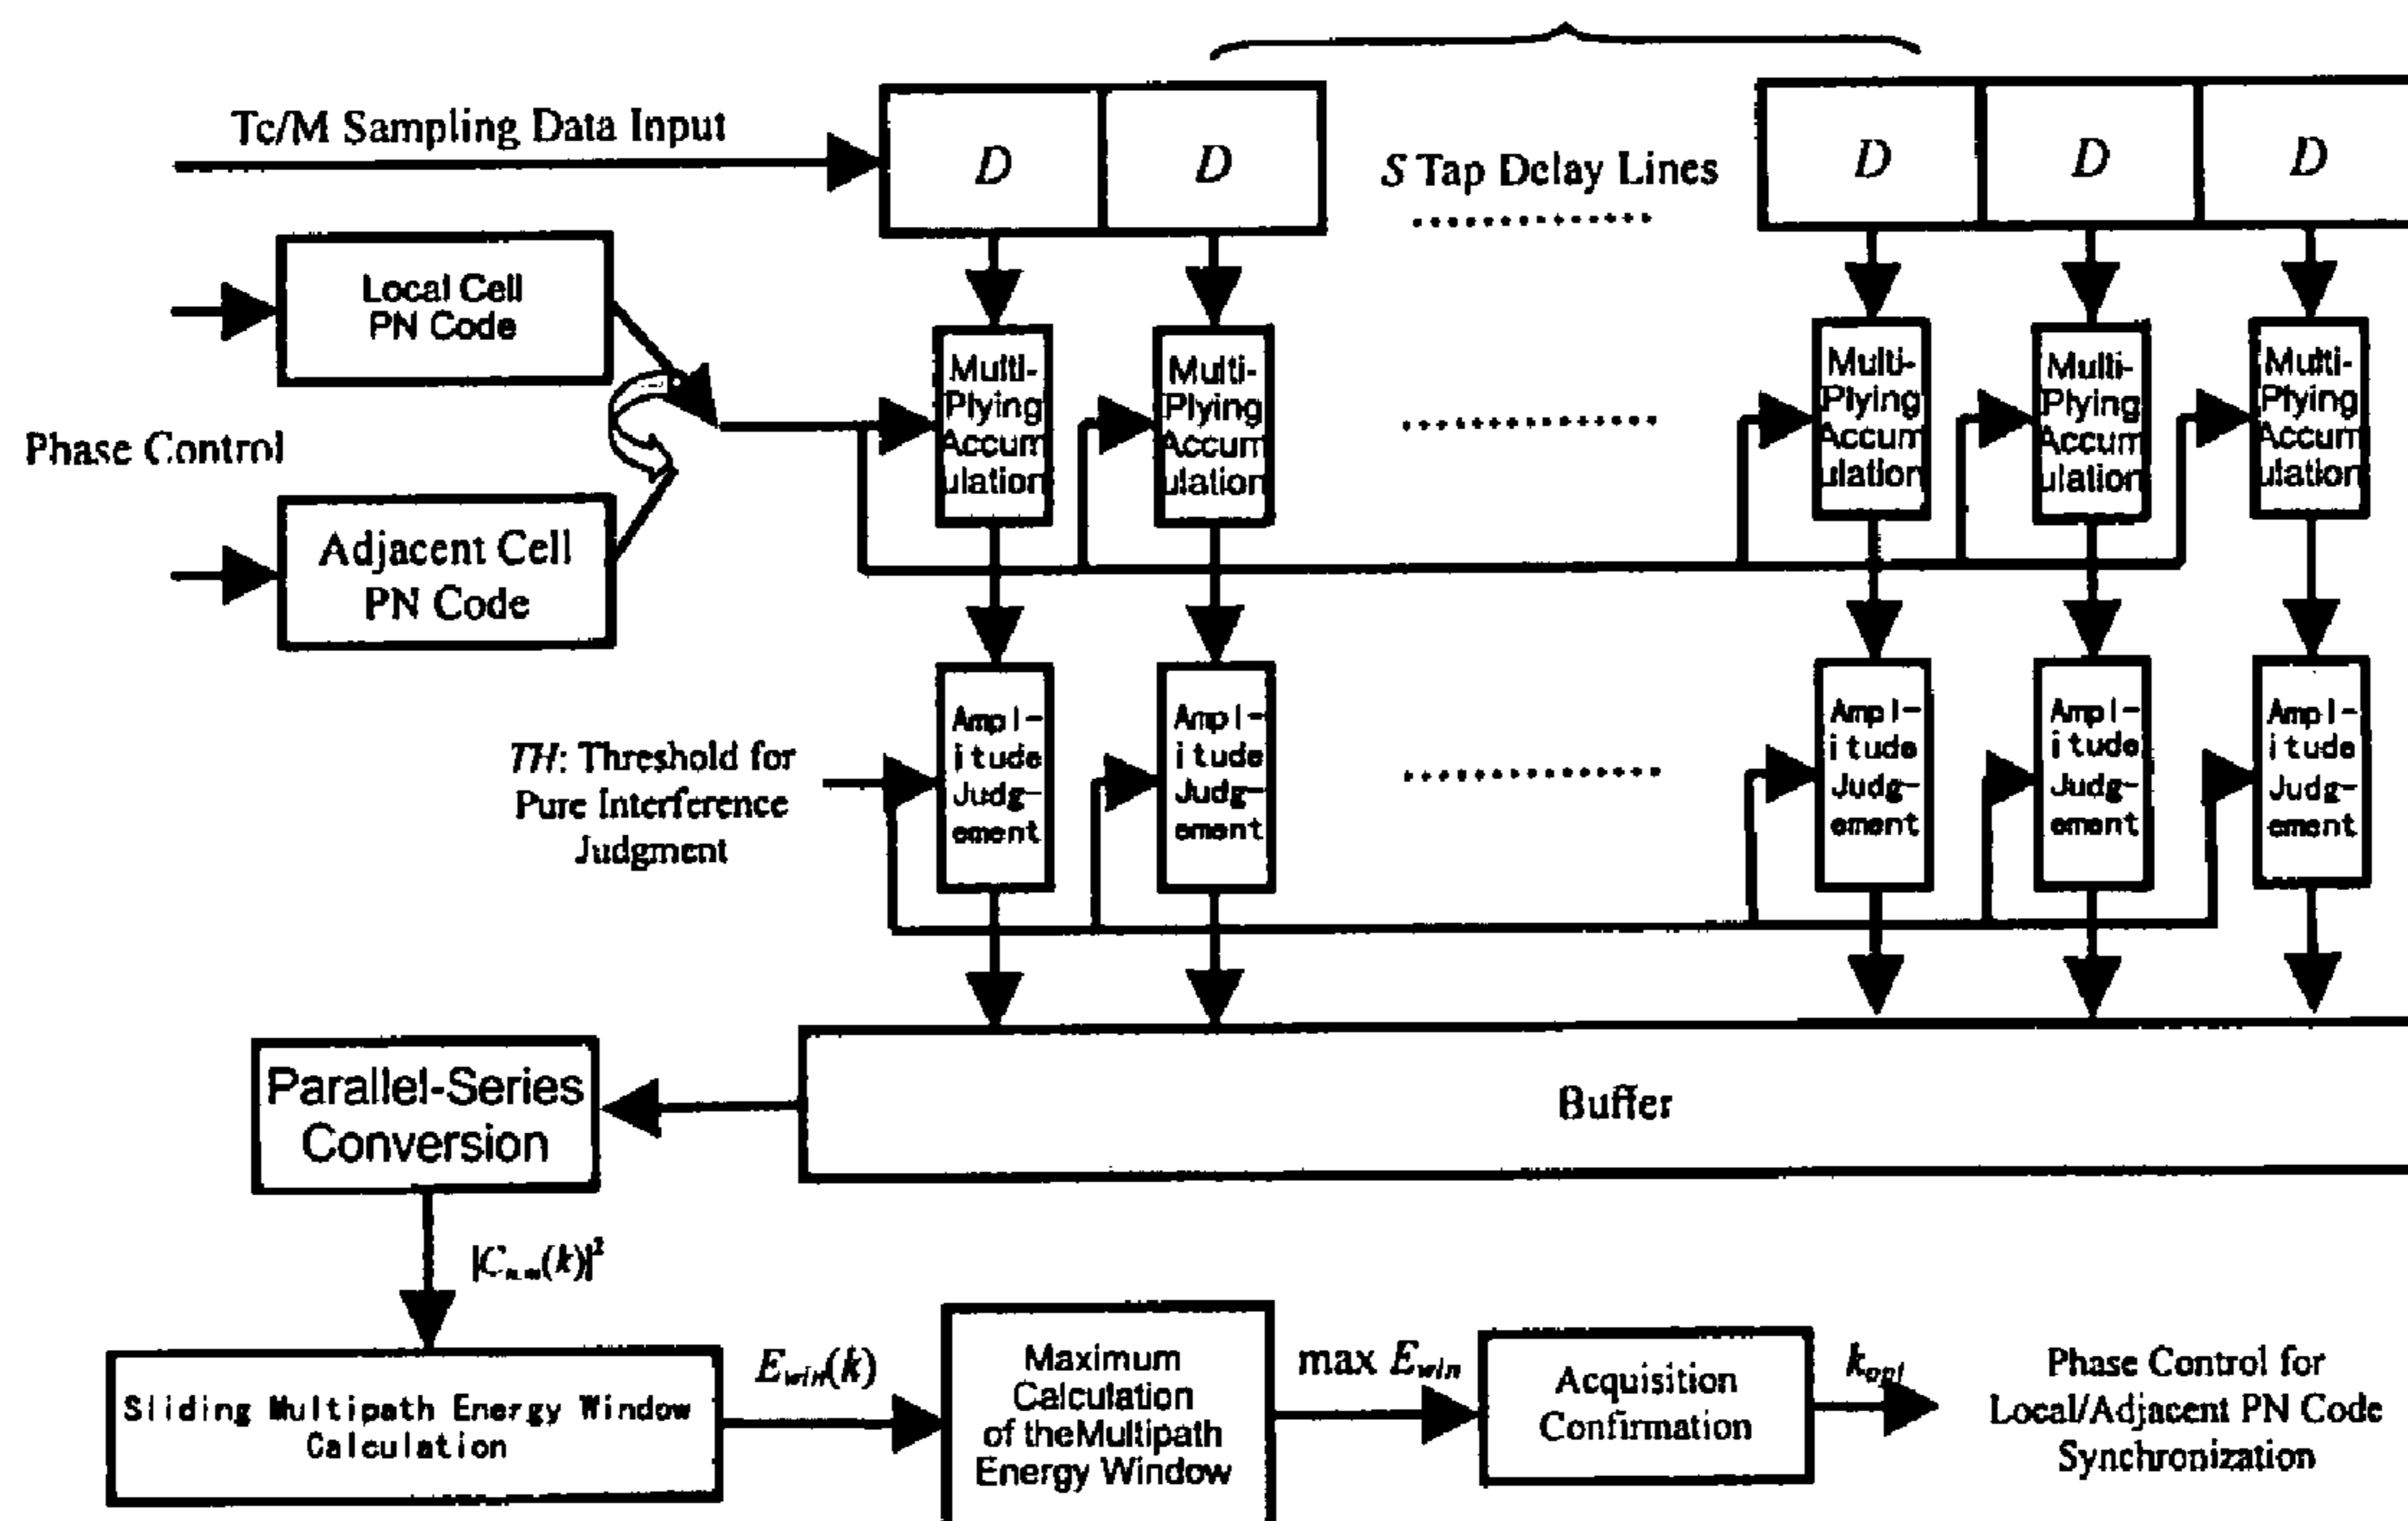 Tc/M Sampling Data Input
D
D
S Tap Delay Lines
D
D
D
Local Cell
PN Code
Phase Control
Adjacent Cell
PN Code
Multi-
Plying
Accum
ulation
Multi-
Plying
Accum
ulation
Multi-
Plying
Accum
ulation
Multi-
Plying
Accum
ulation
Multi-
Plying
Accum
ulation
TH: Threshold for
Pure Interference
Judgment
Ampl-
itude
Judg-
ement
Ampl-
itude
Judg-
ement
Ampl-
itude
Judg-
ement
Ampl-
itude
Judg-
ement
Ampl-
itude
Judg-
ement
Buffer
Parallel-Series
Conversion
Sliding Multipath Energy Window
Calculation
E_win(k)
Maximum
Calculation
of theMultipath
Energy Window
max E_win
Acquisition
Confirmation
k_opt
Phase Control for
Local/Adjacent PN Code
Synchronization